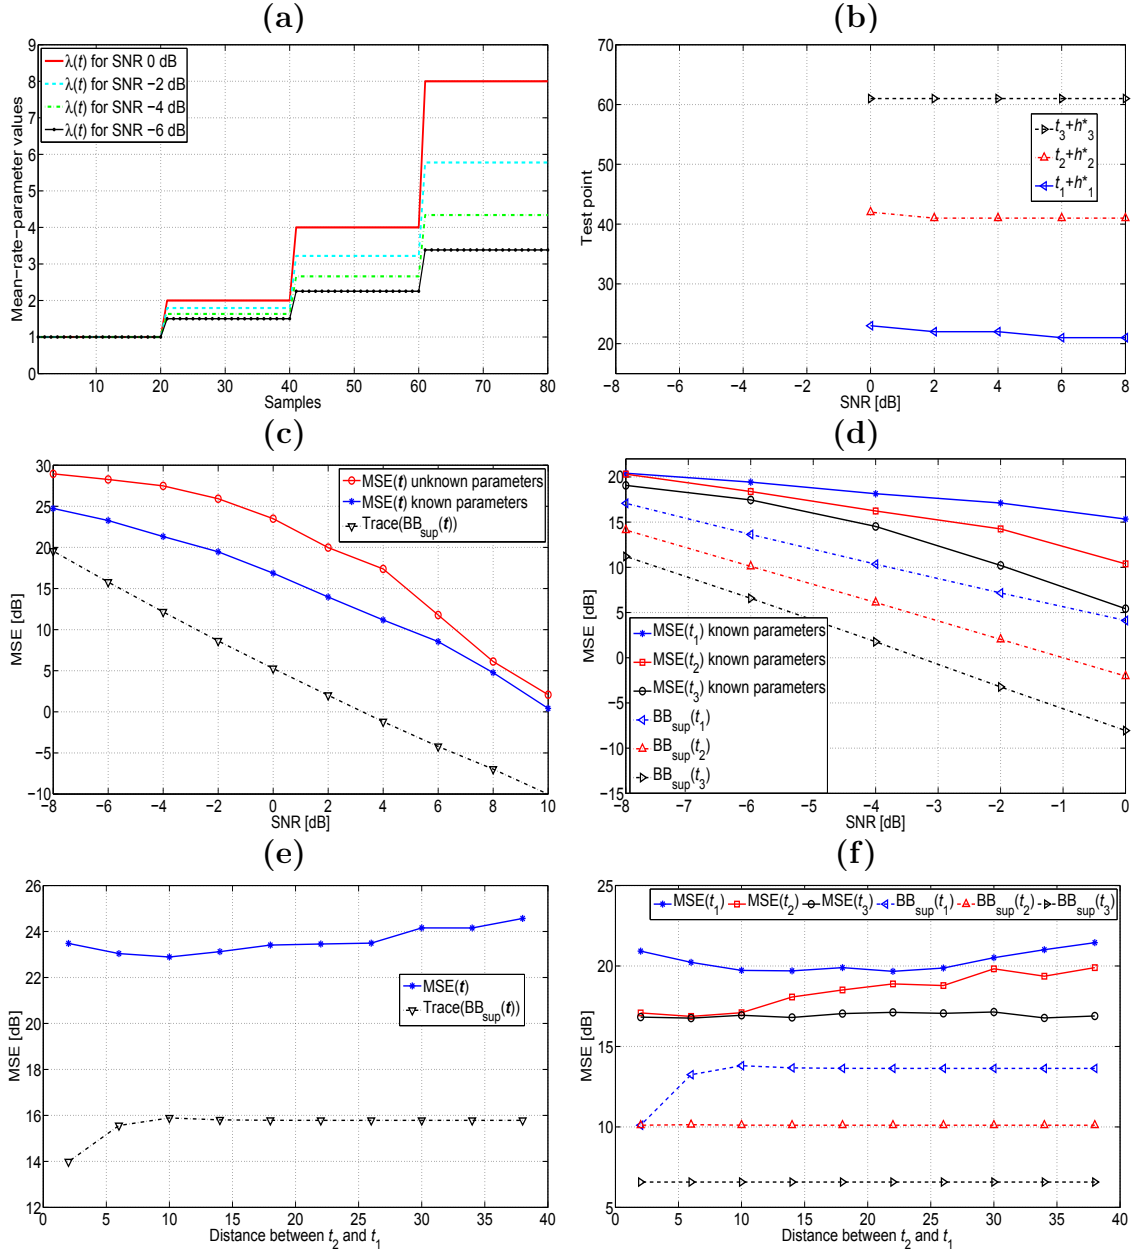 (a)
9
8
7
6
5
4
3
2
1
0
Mean−rate−parameter values
λ(t) for SNR 0 dB
λ(t) for SNR −2 dB
λ(t) for SNR −4 dB
λ(t) for SNR −6 dB
10 20 30 40 50 60 70 80
Samples
(b)
70
60
50
40
30
20
Test point
t3+h*3
t2+h*2
t1+h*1
−8 −6 −4 −2 0 2 4 6 8
SNR [dB]
(c)
30
25
20
15
10
5
0
−5
−10
MSE [dB]
MSE(t) unknown parameters
MSE(t) known parameters
Trace(BBsup(t))
−8 −6 −4 −2 0 2 4 6 8 10
SNR [dB]
(d)
20
15
10
5
0
−5
−10
−15
MSE [dB]
MSE(t1) known parameters
MSE(t2) known parameters
MSE(t3) known parameters
BBsup(t1)
BBsup(t2)
BBsup(t3)
−8 −7 −6 −5 −4 −3 −2 −1 0
SNR [dB]
(e)
26
24
22
20
18
16
14
12
MSE [dB]
MSE(t)
Trace(BBsup(t))
0 5 10 15 20 25 30 35 40
Distance between t2 and t1
(f)
25
20
15
10
5
MSE [dB]
MSE(t1) MSE(t2) MSE(t3) BBsup(t1) BBsup(t2) BBsup(t3)
0 5 10 15 20 25 30 35 40
Distance between t2 and t1